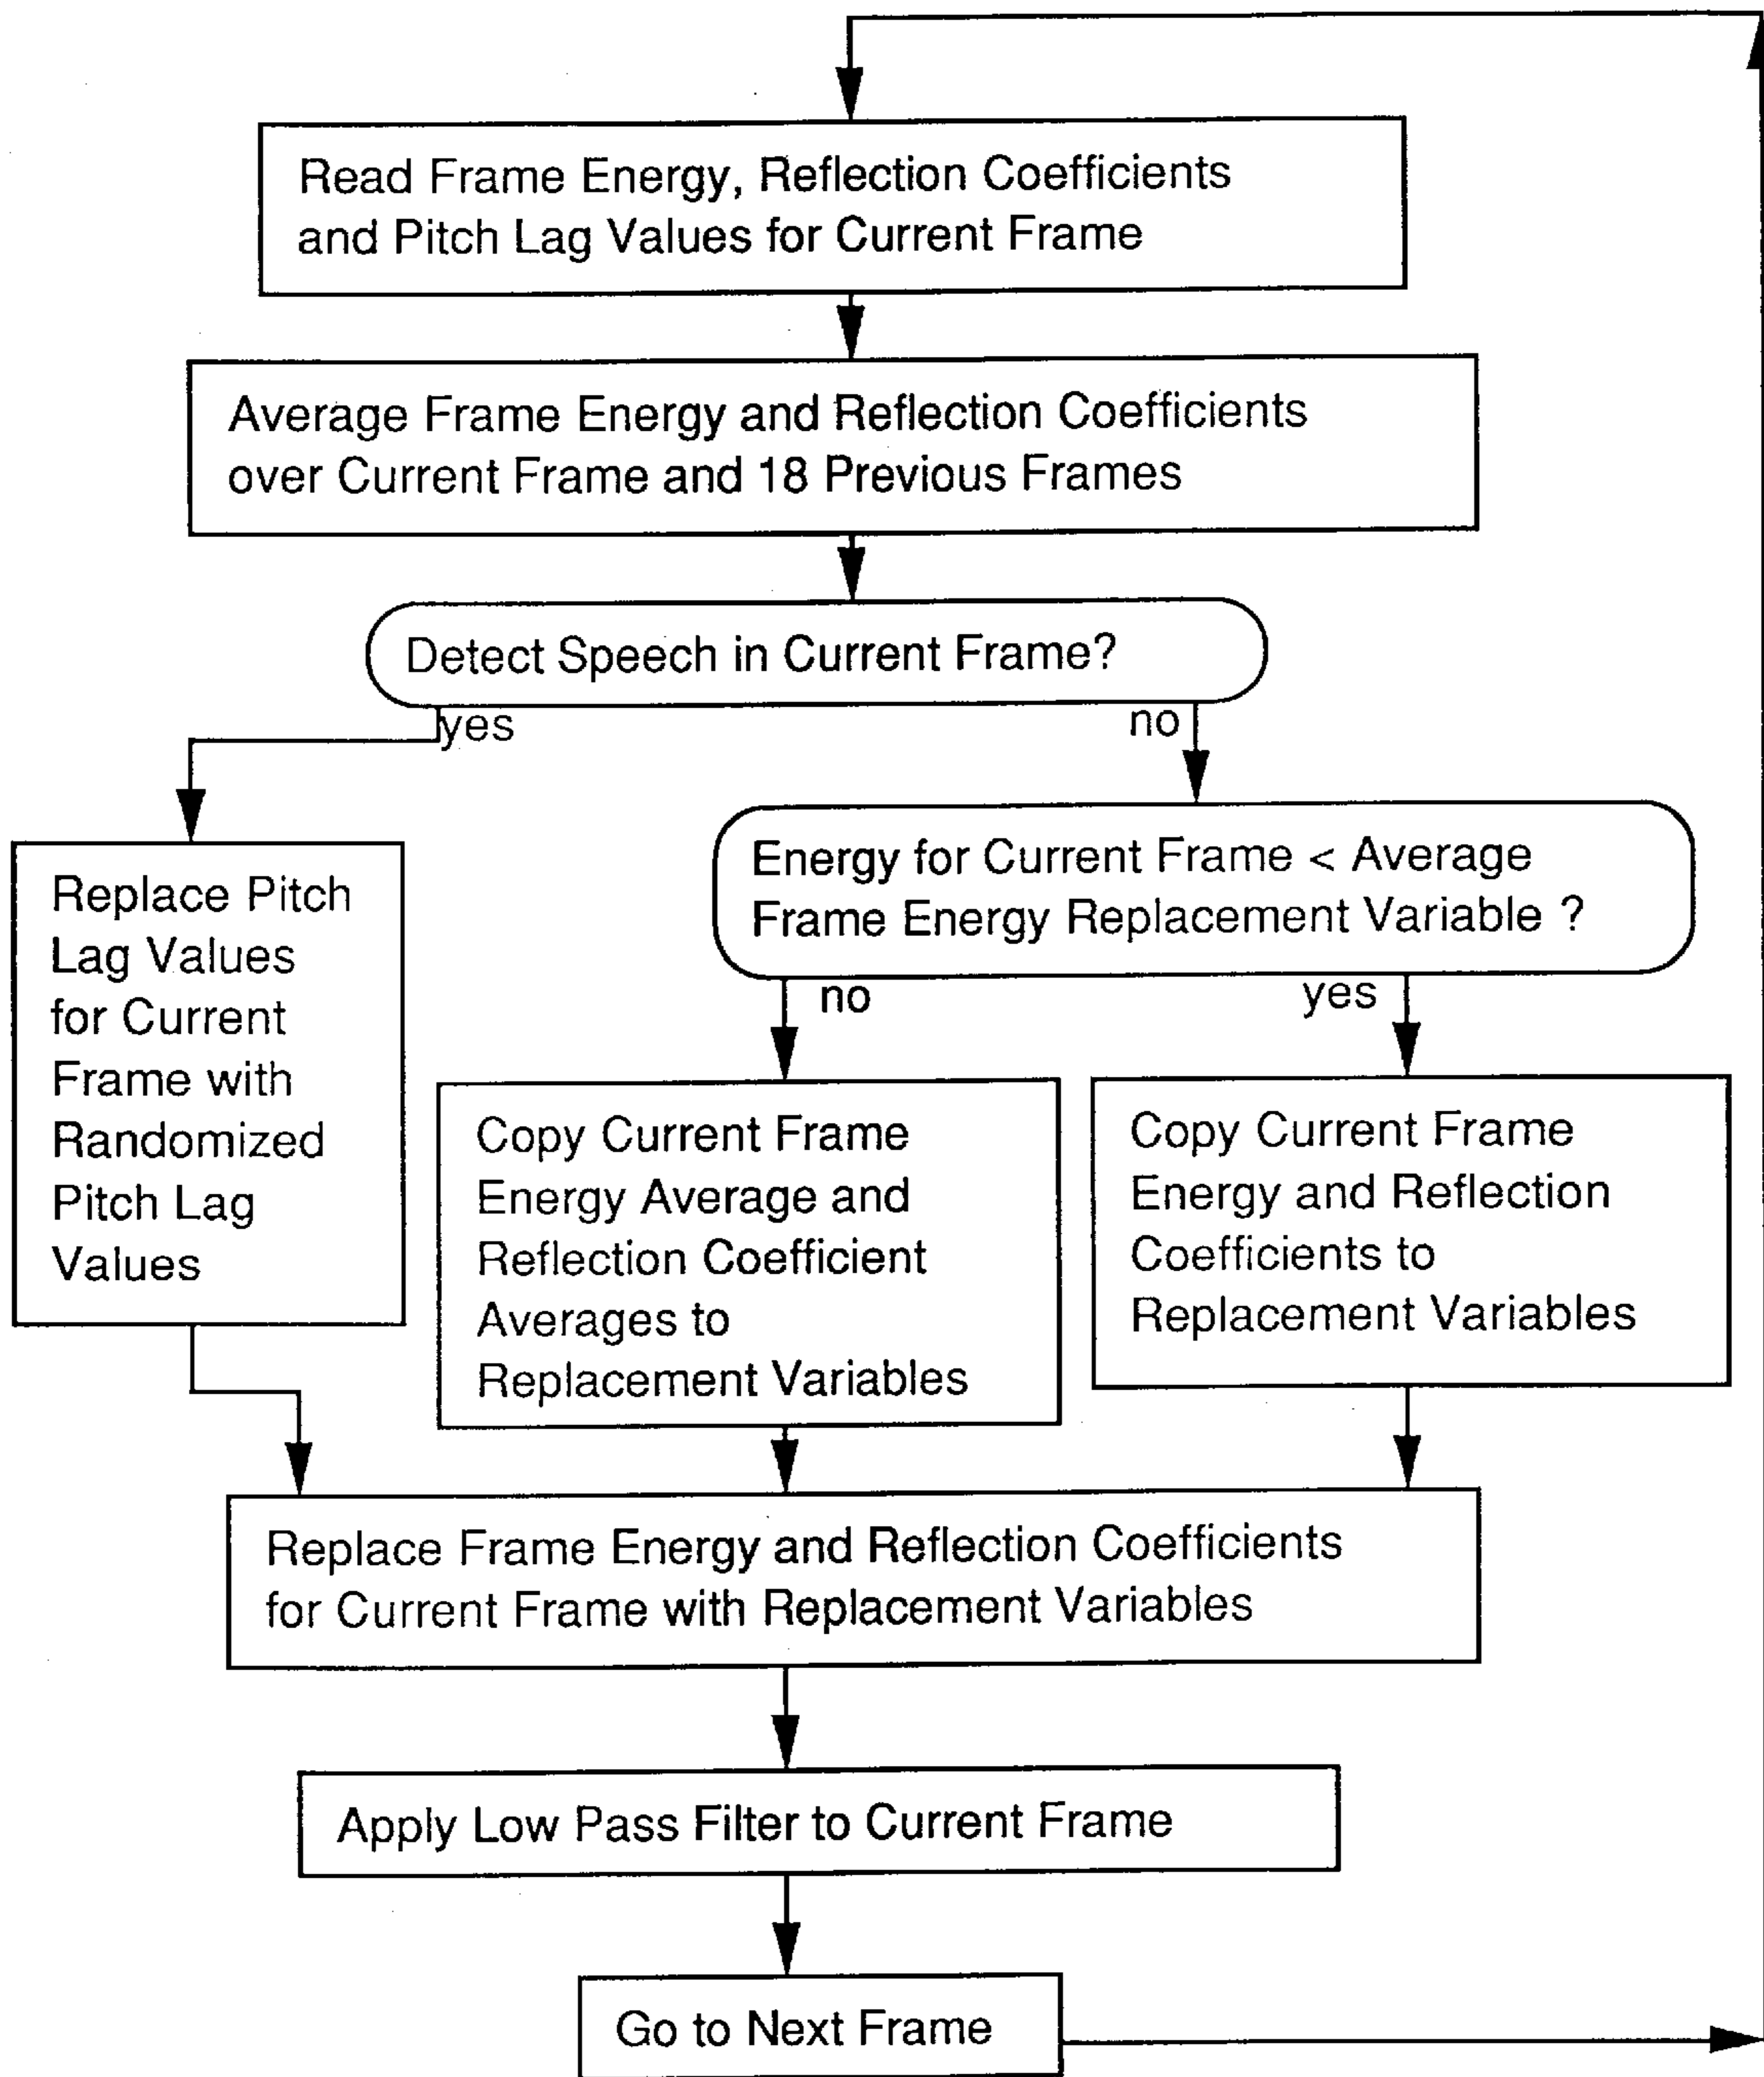 Read Frame Energy, Reflection Coefficients
and Pitch Lag Values for Current Frame
Average Frame Energy and Reflection Coefficients
over Current Frame and 18 Previous Frames
Detect Speech in Current Frame?
yes
no
Energy for Current Frame < Average
Frame Energy Replacement Variable ?
no
yes
Replace Pitch
Lag Values
for Current
Frame with
Randomized
Pitch Lag
Values
Copy Current Frame
Energy Average and
Reflection Coefficient
Averages to
Replacement Variables
Copy Current Frame
Energy and Reflection
Coefficients to
Replacement Variables
Replace Frame Energy and Reflection Coefficients
for Current Frame with Replacement Variables
Apply Low Pass Filter to Current Frame
Go to Next Frame